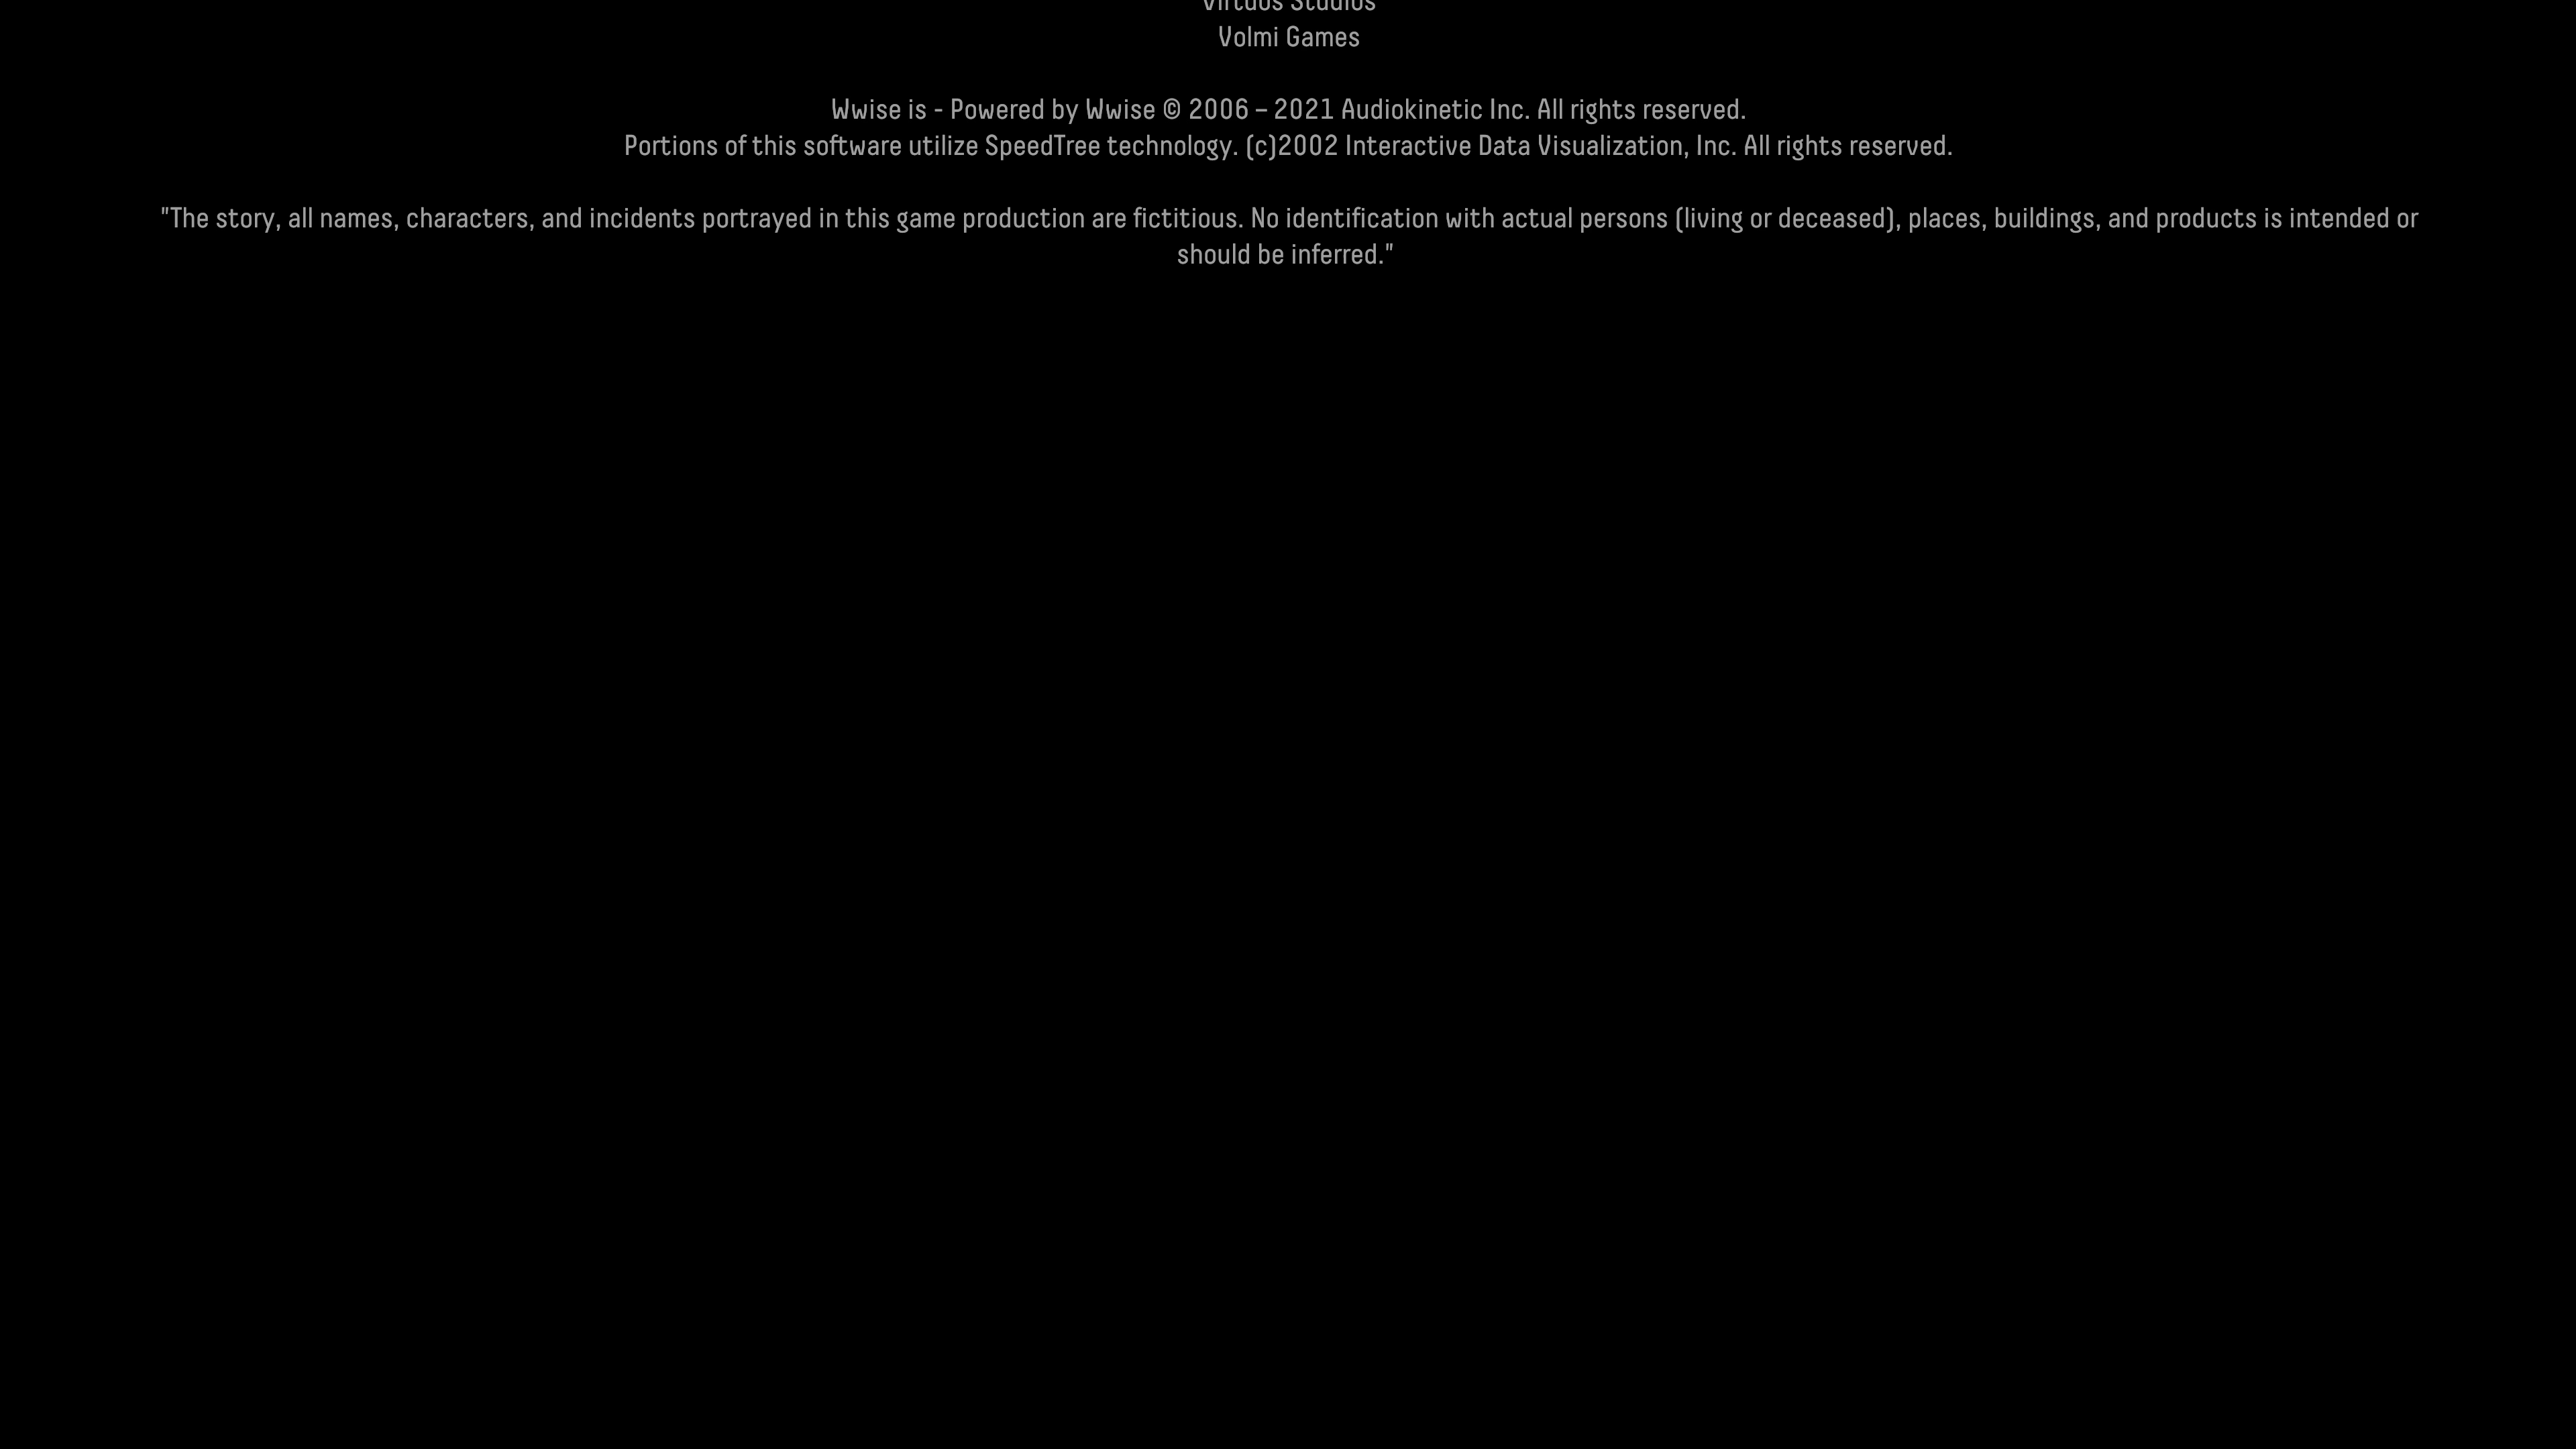 Virtuos Studios
Volmi Games
Wwise is - Powered by Wwise © 2006 – 2021 Audiokinetic Inc. All rights reserved.
Portions of this software utilize SpeedTree technology. (c)2002 Interactive Data Visualization, Inc. All rights reserved.
"The story, all names, characters, and incidents portrayed in this game production are fictitious. No identification with actual persons (living or deceased), places, buildings, and products is intended or
should be inferred."